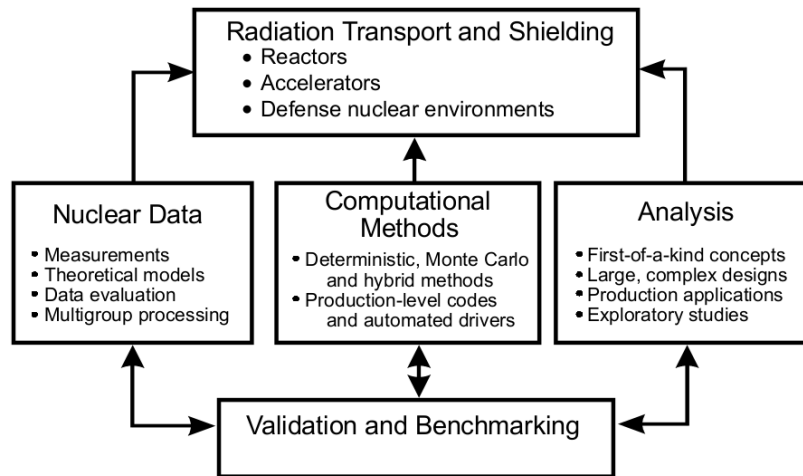 Radiation Transport and Shielding
• Reactors
• Accelerators
• Defense nuclear environments
Nuclear Data
• Measurements
• Theoretical models
• Data evaluation
• Multigroup processing
Computational
Methods
• Deterministic, Monte Carlo
and hybrid methods
• Production-level codes
and automated drivers
Analysis
• First-of-a-kind concepts
• Large, complex designs
• Production applications
• Exploratory studies
Validation and Benchmarking